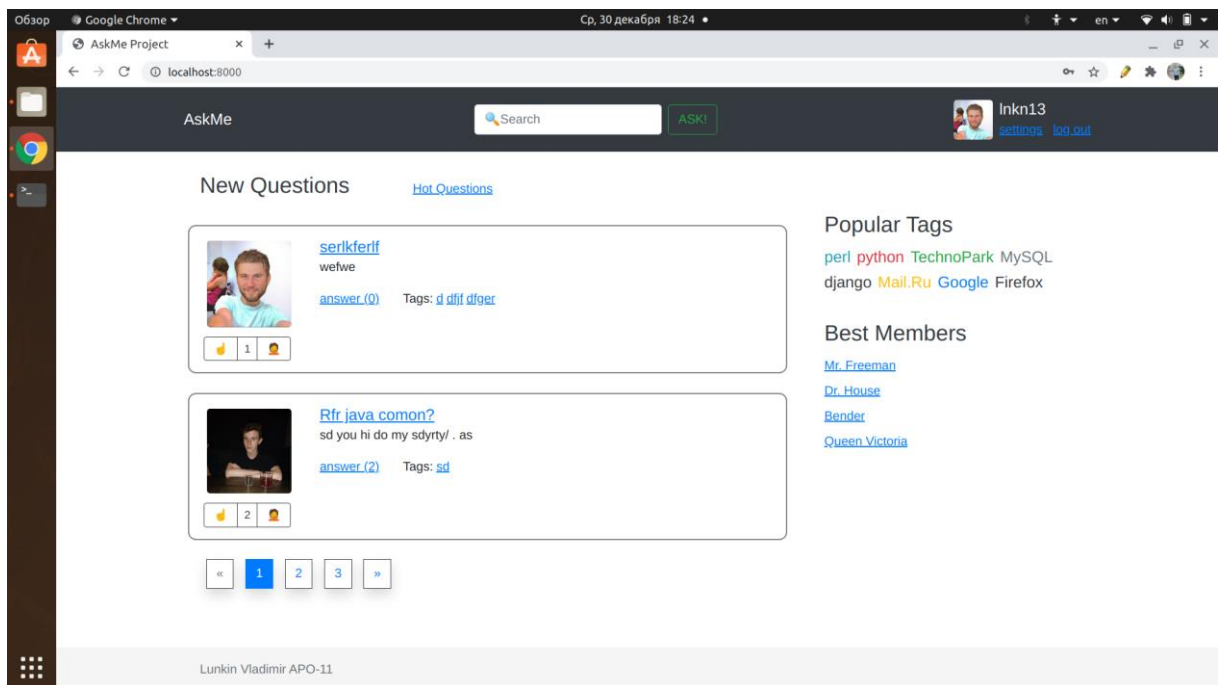 Обзор Google Chrome Ср, 30 декабря 18:24 en
AskMe Project
localhost:8000
AskMe Search ASK! lnkn13
settings log out
New Questions Hot Questions
serlkferlf
wefwe
answer (0) Tags: d dfjf dfger
1
Rfr java comon?
sd you hi do my sdyrty/ . as
answer (2) Tags: sd
2
« 1 2 3 »
Popular Tags
perl python TechnoPark MySQL
django Mail.Ru Google Firefox
Best Members
Mr. Freeman
Dr. House
Bender
Queen Victoria
Lunkin Vladimir APO-11